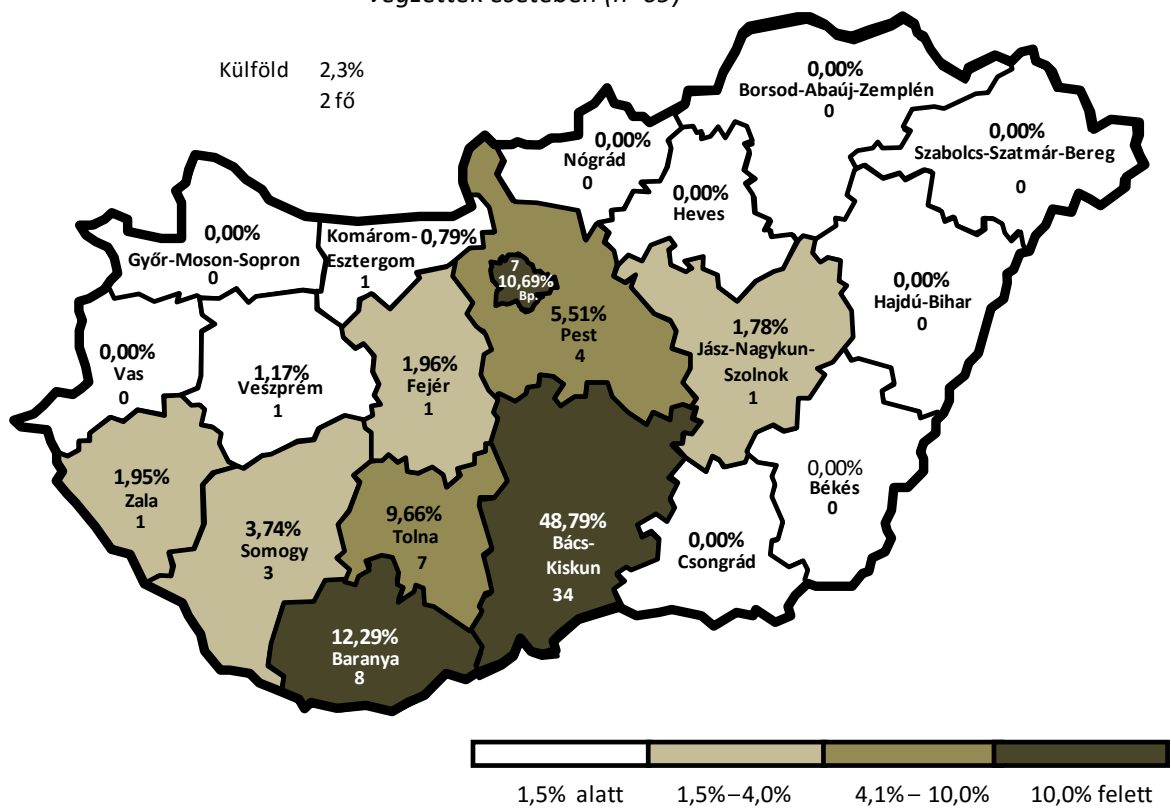 Külföld 2,3%
2 fő
0,00%
Borsod-Abaúj-Zemplén
0
0,00%
Szabolcs-Szatmár-Bereg
0
0,00%
Nógrád
0
0,00%
Heves
0,00%
Győr-Moson-Sopron
0
Komárom- 0,79%
Esztergom
1
7
10,69%
Bp.
5,51%
Pest
4
0,00%
Hajdú-Bihar
0
1,78%
Jász-Nagykun-
Szolnok
1
0,00%
Vas
0
1,17%
Veszprém
1
1,96%
Fejér
1
1,95%
Zala
1
3,74%
Somogy
3
9,66%
Tolna
7
48,79%
Bács-
Kiskun
34
0,00%
Békés
0
0,00%
Csongrád
12,29%
Baranya
8
1,5% alatt
1,5%–4,0%
4,1% – 10,0%
10,0% felett